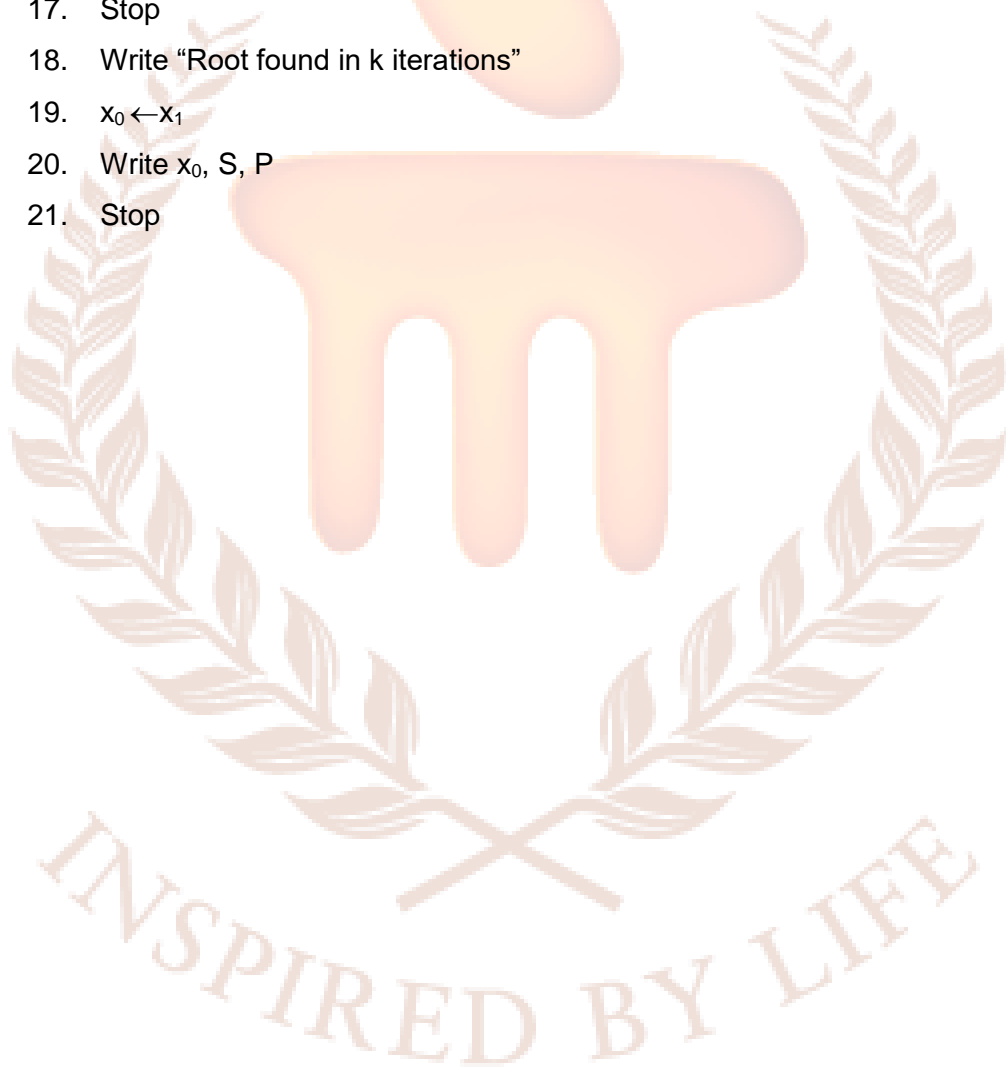 17. Stop
18. Write “Root found in k iterations”
19. x₀ ←x₁
20. Write x₀, S, P
21. Stop
INSPIRED BY LIFE